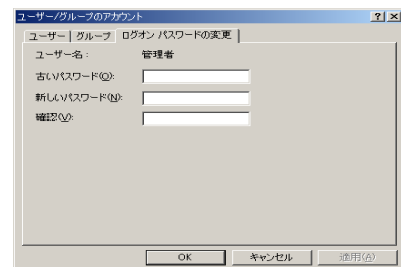 ユーザー/グループのアカウント
ユーザー グループ ログオン パスワードの変更
ユーザー名: 管理者
古いパスワード(O):
新しいパスワード(N):
確認(V):
OK キャンセル 適用(A)